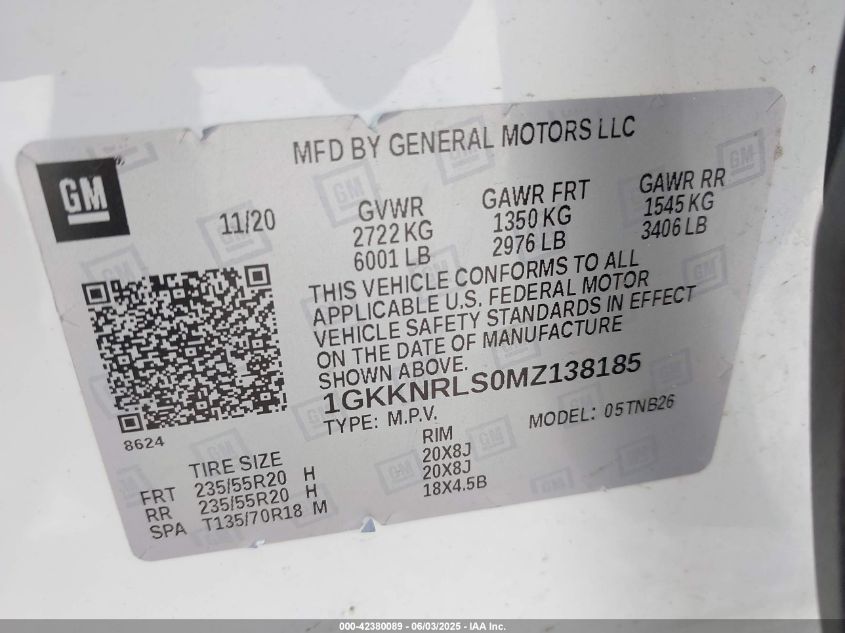 MFD BY GENERAL MOTORS LLC
GM
®
11/20
GVWR GAWR FRT GAWR RR
2722 KG 1350 KG 1545 KG
6001 LB 2976 LB 3406 LB
THIS VEHICLE CONFORMS TO ALL
APPLICABLE U.S. FEDERAL MOTOR
VEHICLE SAFETY STANDARDS IN EFFECT
ON THE DATE OF MANUFACTURE
SHOWN ABOVE.
1GKKNRLS0MZ138185
TYPE: M.P.V. MODEL: 05TNB26
8624
TIRE SIZE RIM
FRT 235/55R20 H 20X8J
RR 235/55R20 H 20X8J
SPA T135/70R18 M 18X4.5B
000-42380089 - 06/03/2025 - IAA Inc.